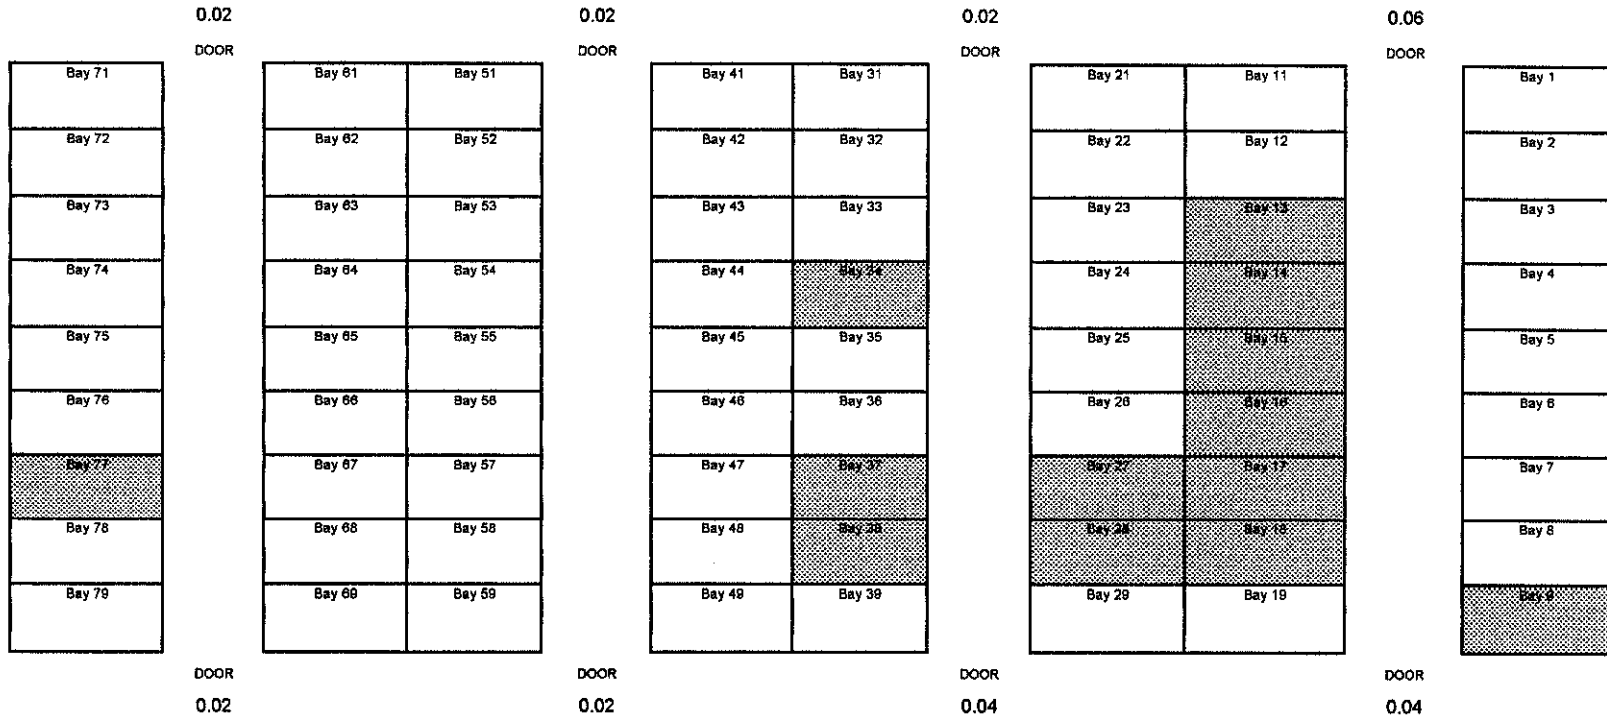 0.02 0.02 0.02 0.06
DOOR DOOR DOOR DOOR
Bay 71 Bay 61 Bay 51 Bay 41 Bay 31 Bay 21 Bay 11 Bay 1
Bay 72 Bay 62 Bay 52 Bay 42 Bay 32 Bay 22 Bay 12 Bay 2
Bay 73 Bay 63 Bay 53 Bay 43 Bay 33 Bay 23 Bay 13 Bay 3
Bay 74 Bay 64 Bay 54 Bay 44 Bay 34 Bay 24 Bay 14 Bay 4
Bay 75 Bay 65 Bay 55 Bay 45 Bay 35 Bay 25 Bay 15 Bay 5
Bay 76 Bay 66 Bay 56 Bay 46 Bay 36 Bay 26 Bay 16 Bay 6
Bay 77 Bay 67 Bay 57 Bay 47 Bay 37 Bay 27 Bay 17 Bay 7
Bay 78 Bay 68 Bay 58 Bay 48 Bay 38 Bay 28 Bay 18 Bay 8
Bay 79 Bay 69 Bay 59 Bay 49 Bay 39 Bay 29 Bay 19 Bay 9
DOOR DOOR DOOR DOOR
0.02 0.02 0.04 0.04